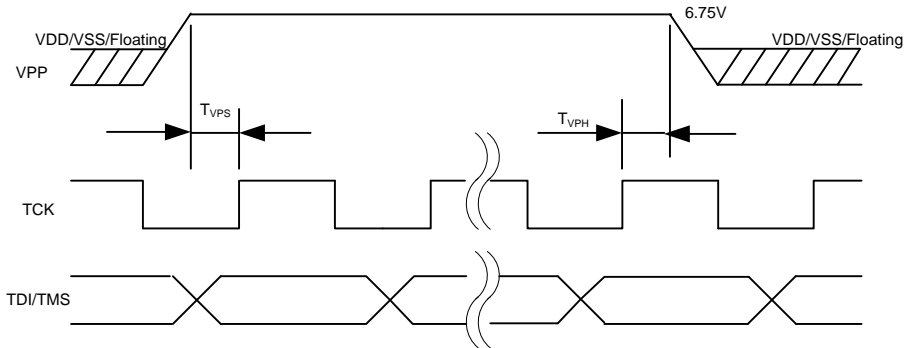 6.75V
VDD/VSS/Floating
VDD/VSS/Floating
VPP
TVPS
TVPH
TCK
TDI/TMS